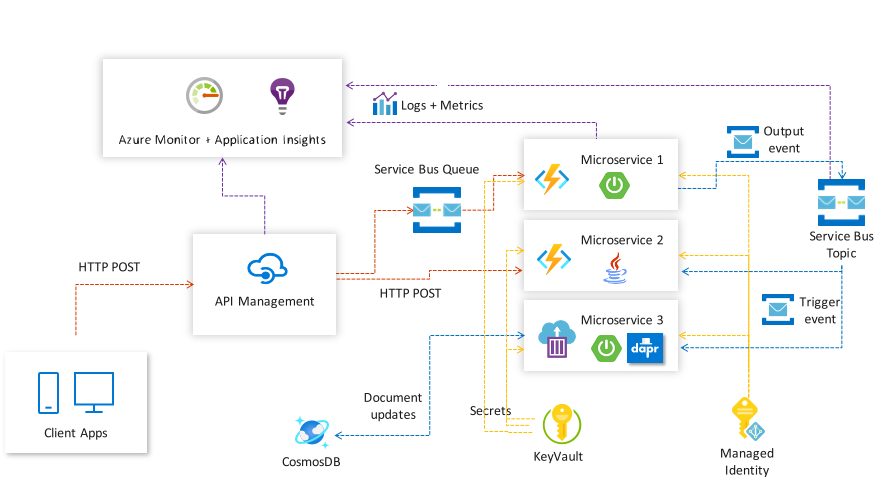 Logs + Metrics
Azure Monitor + Application Insights
Service Bus Queue
Microservice 1
Output
event
Service Bus
Topic
Microservice 2
HTTP POST
API Management
HTTP POST
Trigger
event
Microservice 3
dapr
Document
updates
Secrets
Client Apps
CosmosDB
KeyVault
Managed
Identity